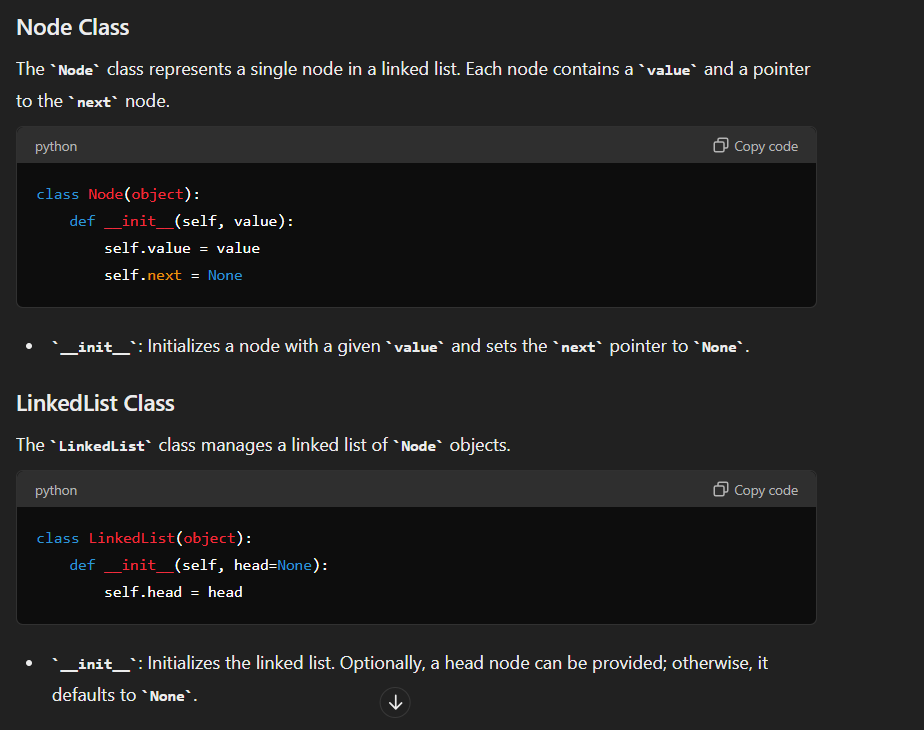 Node Class
The `Node` class represents a single node in a linked list. Each node contains a `value` and a pointer
to the `next` node.
python
Copy code
class Node(object):
    def __init__(self, value):
        self.value = value
        self.next = None
• `__init__`: Initializes a node with a given `value` and sets the `next` pointer to `None`.
LinkedList Class
The `LinkedList` class manages a linked list of `Node` objects.
python
Copy code
class LinkedList(object):
    def __init__(self, head=None):
        self.head = head
• `__init__`: Initializes the linked list. Optionally, a head node can be provided; otherwise, it
defaults to `None`.